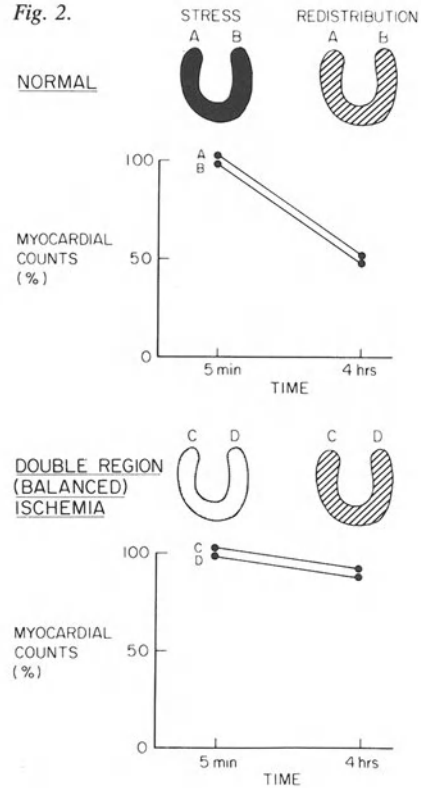 Fig. 2.
STRESS REDISTRIBUTION
A B A B
NORMAL
100
A
B
MYOCARDIAL
COUNTS
(%)
50
0
5 min 4 hrs
TIME
C D C D
DOUBLE REGION
(BALANCED)
ISCHEMIA
100
C
D
MYOCARDIAL
COUNTS
(%)
50
0
5 min 4 hrs
TIME